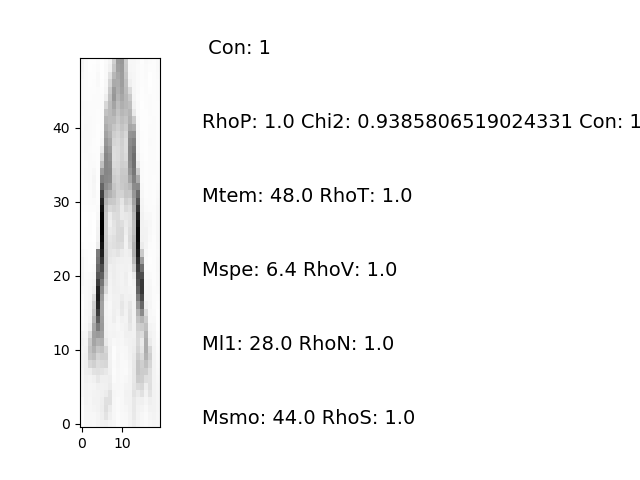 Con: 1
RhoP: 1.0 Chi2: 0.9385806519024331 Con: 1
Mtem: 48.0 RhoT: 1.0
Mspe: 6.4 RhoV: 1.0
Ml1: 28.0 RhoN: 1.0
Msmo: 44.0 RhoS: 1.0
40
30
20
10
0
0 10